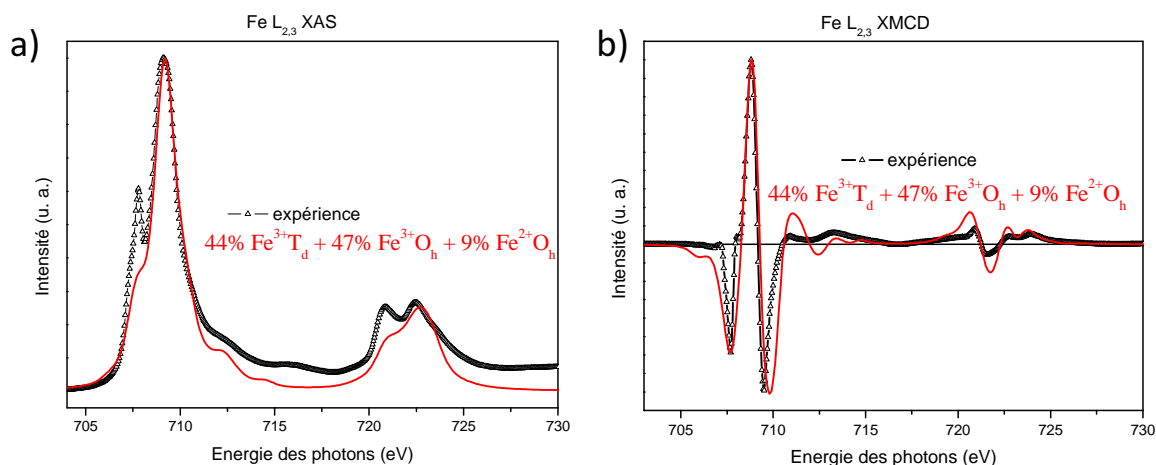 a)
Fe L2,3 XAS
Intensité (u. a.)
expérience
44% Fe3+Td + 47% Fe3+Oh + 9% Fe2+Oh
705 710 715 720 725 730
Energie des photons (eV)
b)
Fe L2,3 XMCD
Intensité (u. a.)
expérience
44% Fe3+Td + 47% Fe3+Oh + 9% Fe2+Oh
705 710 715 720 725 730
Energie des photons (eV)